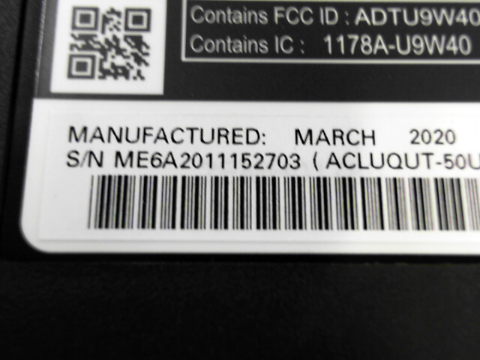 Contains FCC ID : ADTU9W40
Contains IC : 1178A-U9W40
MANUFACTURED: MARCH 2020
S/N ME6A2011152703 ( ACLUQUT-50U